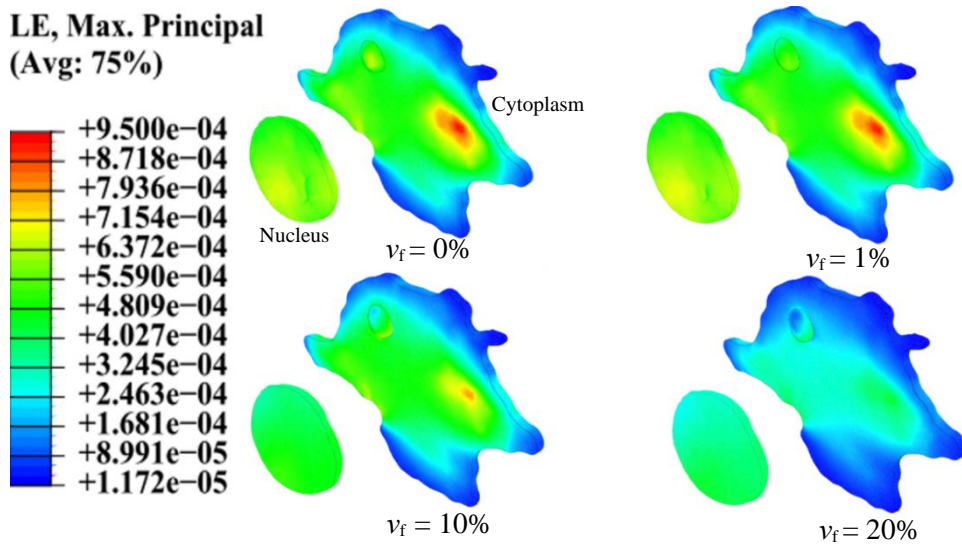 LE, Max. Principal
(Avg: 75%)
+9.500e−04
+8.718e−04
+7.936e−04
+7.154e−04
+6.372e−04
+5.590e−04
+4.809e−04
+4.027e−04
+3.245e−04
+2.463e−04
+1.681e−04
+8.991e−05
+1.172e−05
Cytoplasm
Nucleus
vf = 0%
vf = 1%
vf = 10%
vf = 20%